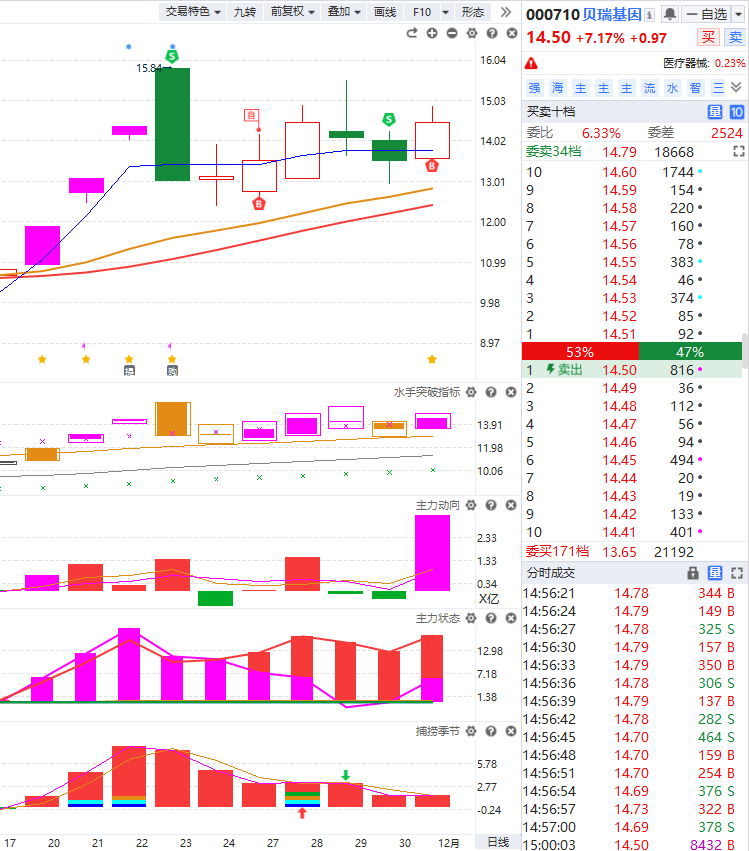 交易特色 九转 前复权 叠加 画线 F10 形态
000710 贝瑞基因 自选
14.50 +7.17% +0.97 买 卖
医疗器械: 0.23%
强 海 主 主 主 流 水 智 三
买卖十档 量 10
委比 6.33% 委差 2524
委卖34档 14.79 18668
10 14.60 1744
9 14.59 154
8 14.58 220
7 14.57 160
6 14.56 78
5 14.55 383
4 14.54 46
3 14.53 374
2 14.52 85
1 14.51 92
53% 47%
1 卖出 14.50 816
2 14.49 36
3 14.48 112
4 14.47 56
5 14.46 94
6 14.45 494
7 14.44 20
8 14.43 19
9 14.42 133
10 14.41 401
委买171档 13.65 21192
分时成交 量
14:56:21 14.78 344 B
14:56:24 14.79 149 B
14:56:27 14.78 325 S
14:56:30 14.79 157 B
14:56:33 14.79 350 B
14:56:36 14.78 306 S
14:56:39 14.79 137 B
14:56:42 14.78 282 S
14:56:45 14.70 464 S
14:56:48 14.70 159 B
14:56:51 14.70 254 B
14:56:54 14.69 376 S
14:56:57 14.73 322 B
14:57:00 14.69 378 S
15:00:03 14.50 8432 B
15.84
S
自
B
S
B
16.04
15.03
14.02
13.01
12.00
10.99
9.98
8.97
水手突破指标
13.91
11.98
10.06
主力动向
2.33
1.33
0.34
X亿
主力状态
12.98
7.18
1.38
捕捞季节
5.78
2.77
-0.24
17 20 21 22 23 24 27 28 29 30 12月 日线